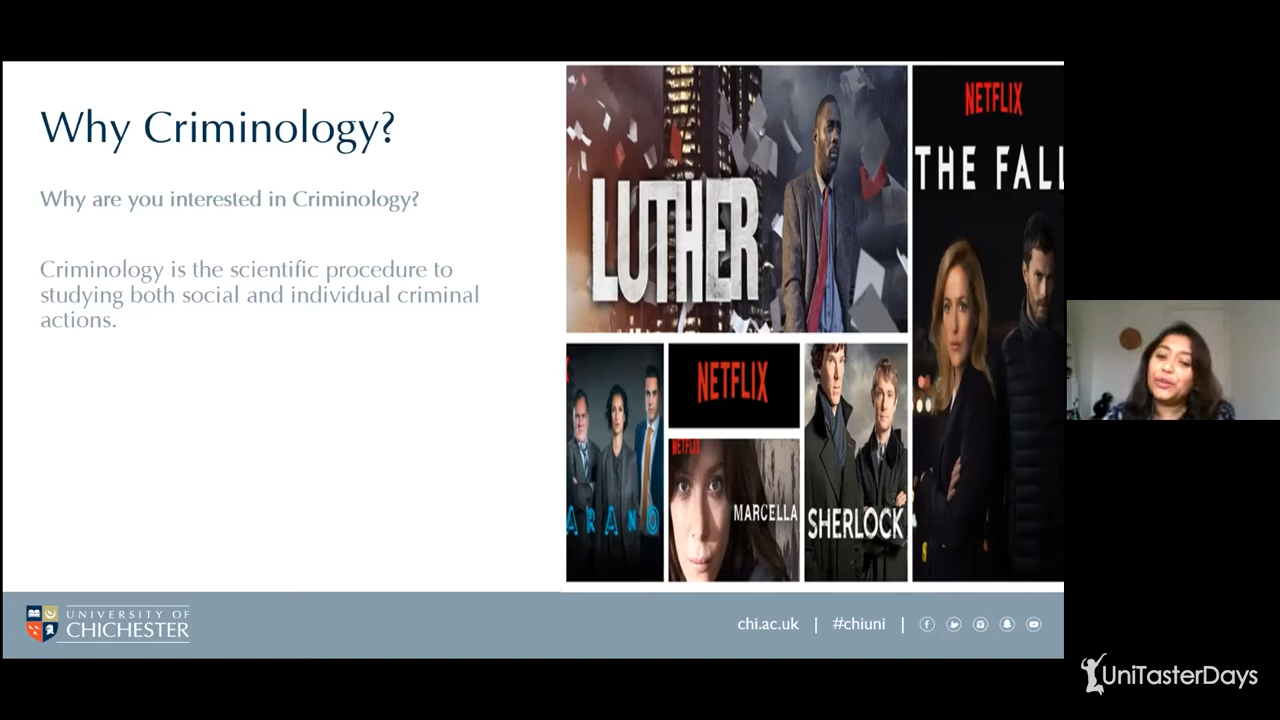 Why Criminology?
Why are you interested in Criminology?
Criminology is the scientific procedure to
studying both social and individual criminal
actions.
LUTHER
NETFLIX
THE FALL
ARANO
NETFLIX
NETFLIX
MARCELLA
SHERLOCK
UNIVERSITY OF
CHICHESTER
chi.ac.uk | #chiuni |
UniTasterDays